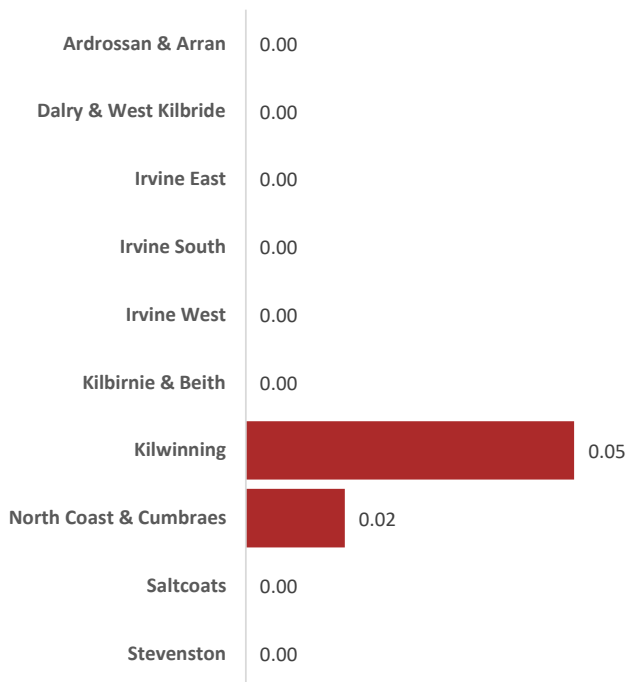 Ardrossan & Arran 0.00
Dalry & West Kilbride 0.00
Irvine East 0.00
Irvine South 0.00
Irvine West 0.00
Kilbirnie & Beith 0.00
Kilwinning 0.05
North Coast & Cumbraes 0.02
Saltcoats 0.00
Stevenston 0.00